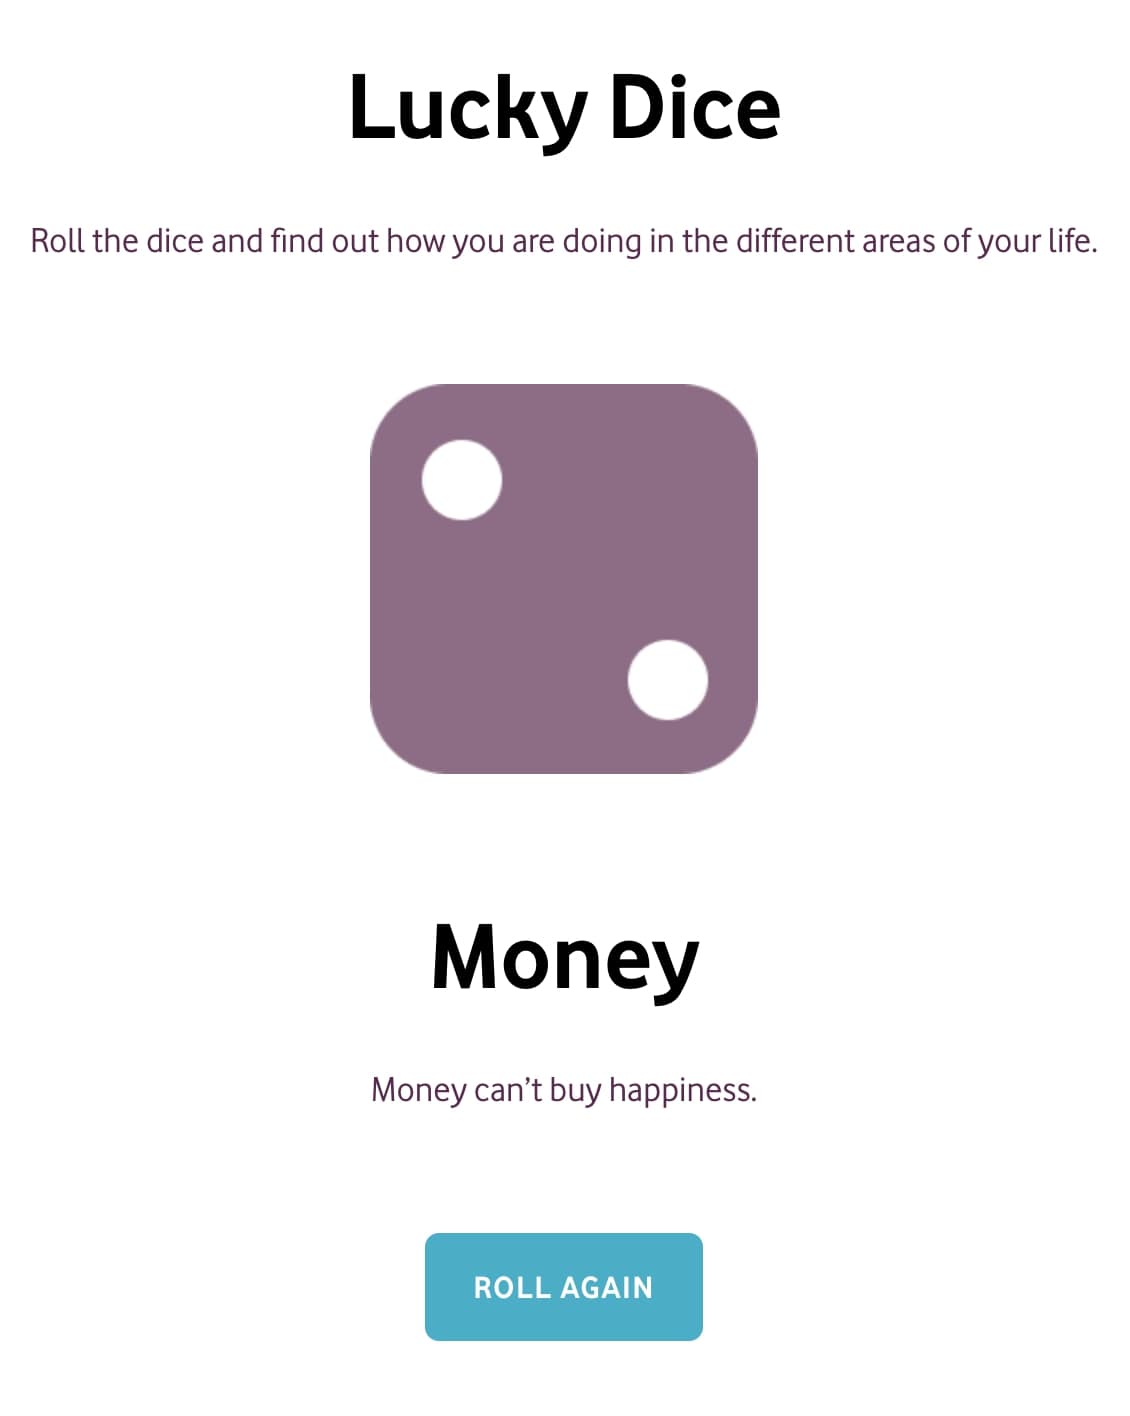 Lucky Dice
Roll the dice and find out how you are doing in the different areas of your life.
Money
Money can’t buy happiness.
ROLL AGAIN